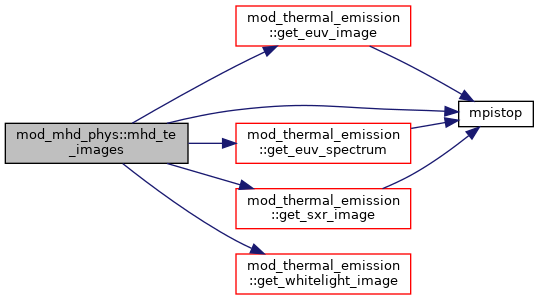 mod_thermal_emission
::get_euv_image
mpistop
mod_mhd_phys::mhd_te
_images
mod_thermal_emission
::get_euv_spectrum
mod_thermal_emission
::get_sxr_image
mod_thermal_emission
::get_whitelight_image